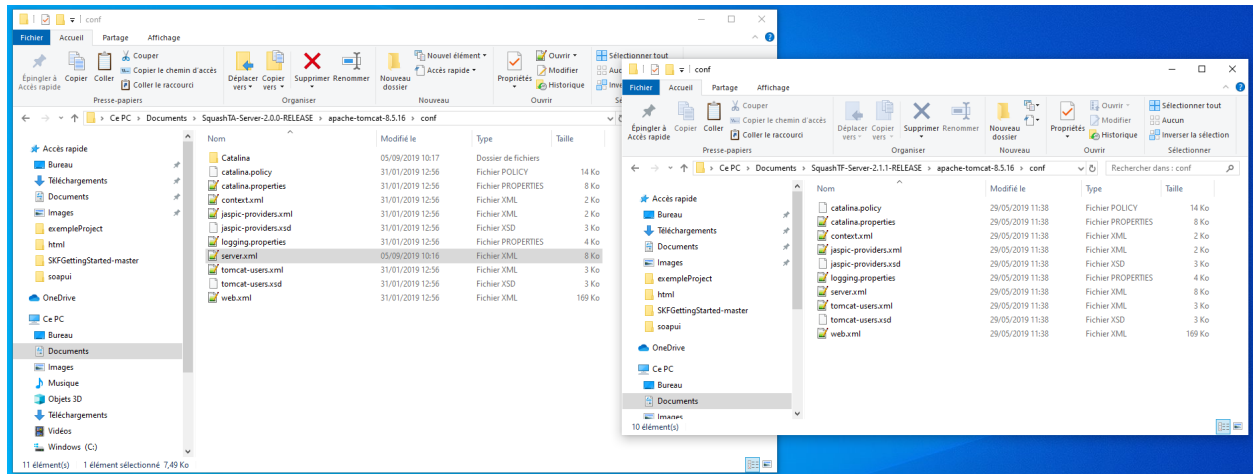 conf
Fichier Accueil Partage Affichage
Épingler à Accès rapide Copier Coller Couper Copier le chemin d'accès Coller le raccourci
Déplacer vers Copier vers Supprimer Renommer Nouveau dossier Nouvel élément Accès rapide
Propriétés Ouvrir Modifier Historique Sélectionner tout
Presse-papiers Organiser Nouveau Ouvrir
Ce PC > Documents > SquashTA-Server-2.0.0-RELEASE > apache-tomcat-8.5.16 > conf
Nom Modifié le Type Taille
Catalina 05/09/2019 10:17 Dossier de fichiers
catalina.policy 31/01/2019 12:56 Fichier POLICY 14 Ko
catalina.properties 31/01/2019 12:56 Fichier PROPERTIES 8 Ko
context.xml 31/01/2019 12:56 Fichier XML 2 Ko
jaspic-providers.xml 31/01/2019 12:56 Fichier XML 2 Ko
jaspic-providers.xsd 31/01/2019 12:56 Fichier XSD 3 Ko
logging.properties 31/01/2019 12:56 Fichier PROPERTIES 4 Ko
server.xml 05/09/2019 10:16 Fichier XML 8 Ko
tomcat-users.xml 31/01/2019 12:56 Fichier XML 3 Ko
tomcat-users.xsd 31/01/2019 12:56 Fichier XSD 3 Ko
web.xml 31/01/2019 12:56 Fichier XML 169 Ko
Accès rapide
Bureau
Téléchargements
Documents
Images
exempleProject
html
SKFGettingStarted-master
soapui
OneDrive
Ce PC
Bureau
Documents
Images
Musique
Objets 3D
Téléchargements
Vidéos
Windows (C:)
11 élément(s) 1 élément sélectionné 7,49 Ko
conf
Fichier Accueil Partage Affichage
Épingler à Accès rapide Copier Coller Couper Copier le chemin d'accès Coller le raccourci
Déplacer vers Copier vers Supprimer Renommer Nouveau dossier
Propriétés Ouvrir Modifier Historique Sélectionner tout Aucun Inverser la sélection
Presse-papiers Organiser Nouveau Ouvrir Sélectionner
Ce PC > Documents > SquashTF-Server-2.1.1-RELEASE > apache-tomcat-8.5.16 > conf
Rechercher dans : conf
Nom Modifié le Type Taille
catalina.policy 29/05/2019 11:38 Fichier POLICY 14 Ko
catalina.properties 29/05/2019 11:38 Fichier PROPERTIES 8 Ko
context.xml 29/05/2019 11:38 Fichier XML 2 Ko
jaspic-providers.xml 29/05/2019 11:38 Fichier XML 2 Ko
jaspic-providers.xsd 29/05/2019 11:38 Fichier XSD 3 Ko
logging.properties 29/05/2019 11:38 Fichier PROPERTIES 4 Ko
server.xml 29/05/2019 11:38 Fichier XML 8 Ko
tomcat-users.xml 29/05/2019 11:38 Fichier XML 3 Ko
tomcat-users.xsd 29/05/2019 11:38 Fichier XSD 3 Ko
web.xml 29/05/2019 11:38 Fichier XML 169 Ko
Accès rapide
Bureau
Téléchargements
Documents
Images
exempleProject
html
SKFGettingStarted-master
soapui
OneDrive
Ce PC
Bureau
Documents
Images
10 élément(s)